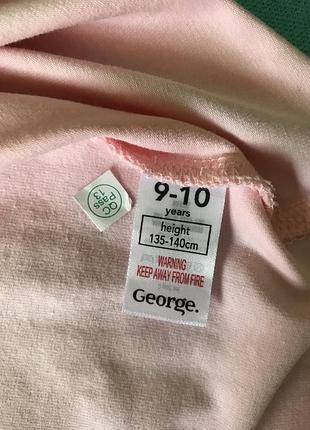 QC
Pass
13
9-10
years
height
135-140cm
WARNING
KEEP AWAY FROM FIRE
George.